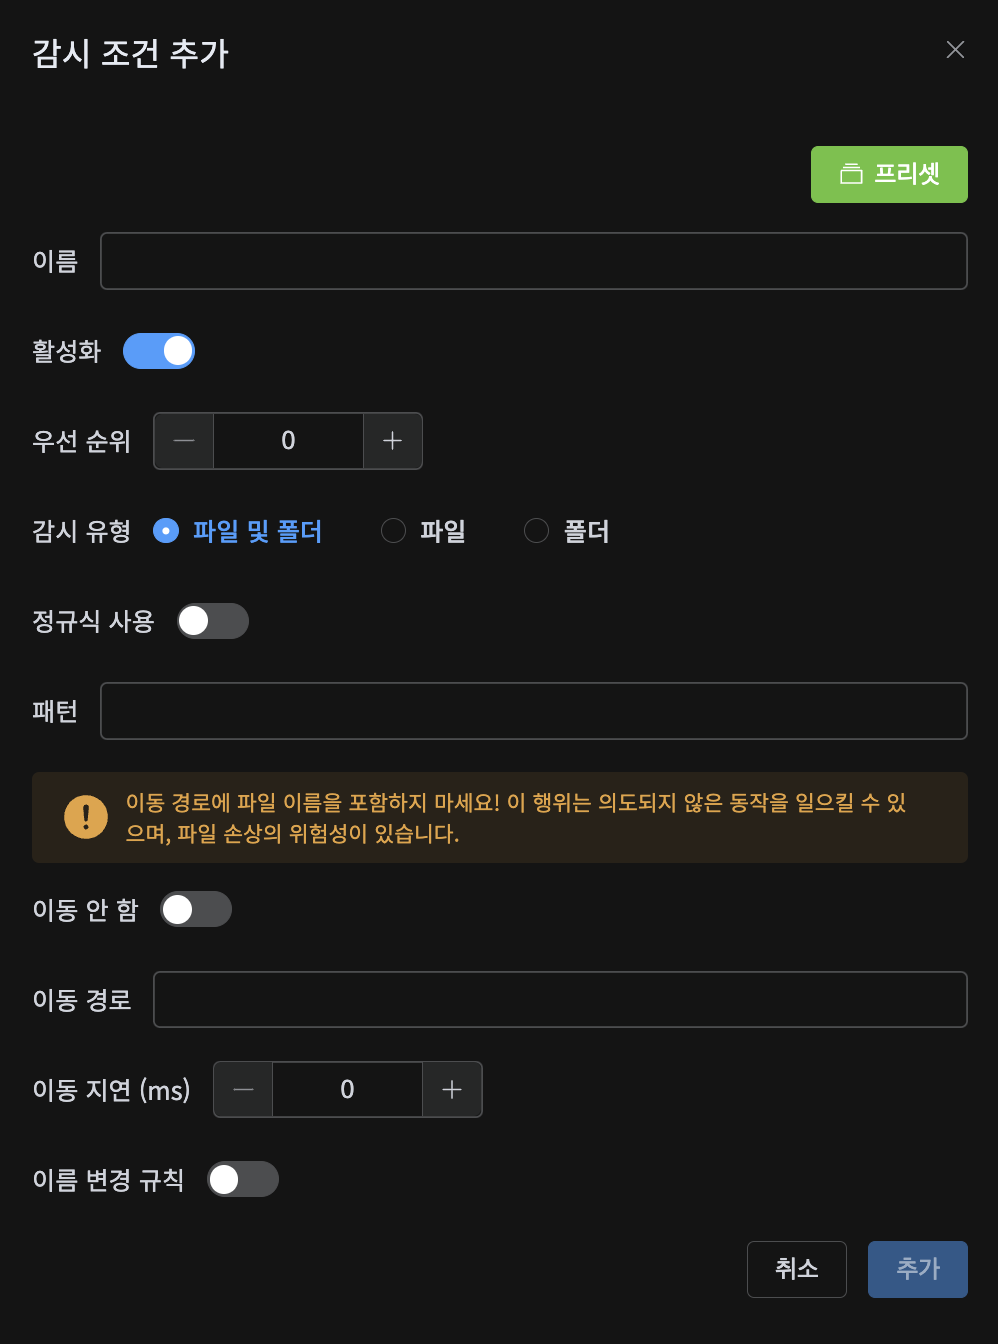 감시 조건 추가
프리셋
이름
활성화
우선 순위 0
감시 유형 파일 및 폴더 파일 폴더
정규식 사용
패턴
이동 경로에 파일 이름을 포함하지 마세요! 이 행위는 의도되지 않은 동작을 일으킬 수 있
으며, 파일 손상의 위험성이 있습니다.
이동 안 함
이동 경로
이동 지연 (ms) 0
이름 변경 규칙
취소 추가